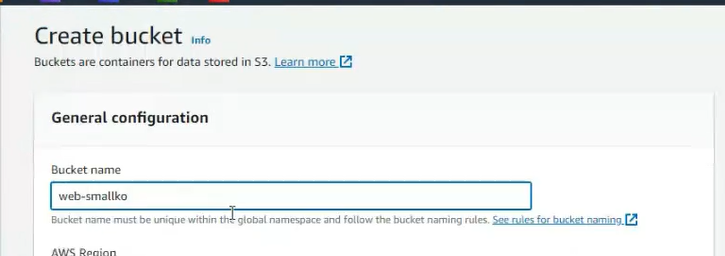 Create bucket Info
Buckets are containers for data stored in S3. Learn more
General configuration
Bucket name
web-smallko
Bucket name must be unique within the global namespace and follow the bucket naming rules. See rules for bucket naming
AWS Region